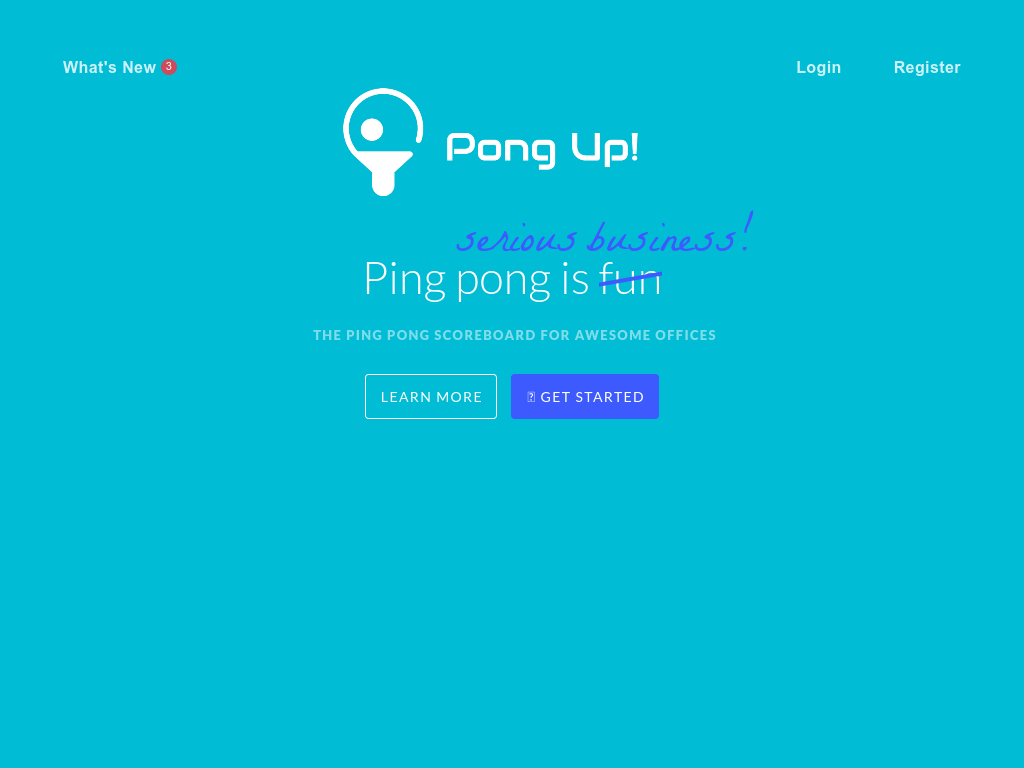 What's New 3
Login
Register
Pong Up!
serious business!
Ping pong is fun
THE PING PONG SCOREBOARD FOR AWESOME OFFICES
LEARN MORE
GET STARTED